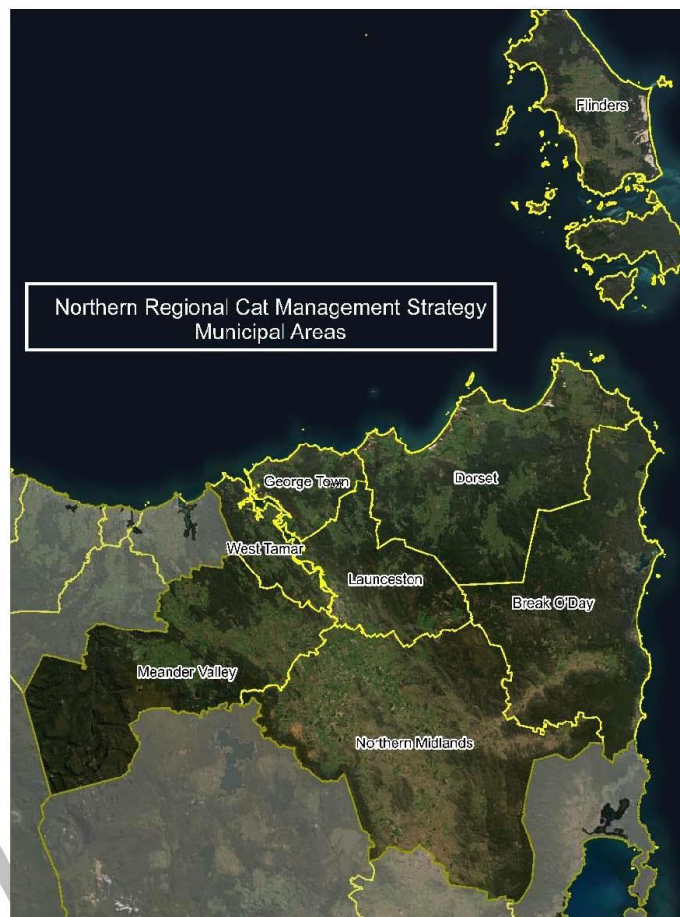 Flinders
Northern Regional Cat Management Strategy
Municipal Areas
George Town
Dorset
West Tamar
Launceston
Break O'Day
Meander Valley
Northern Midlands